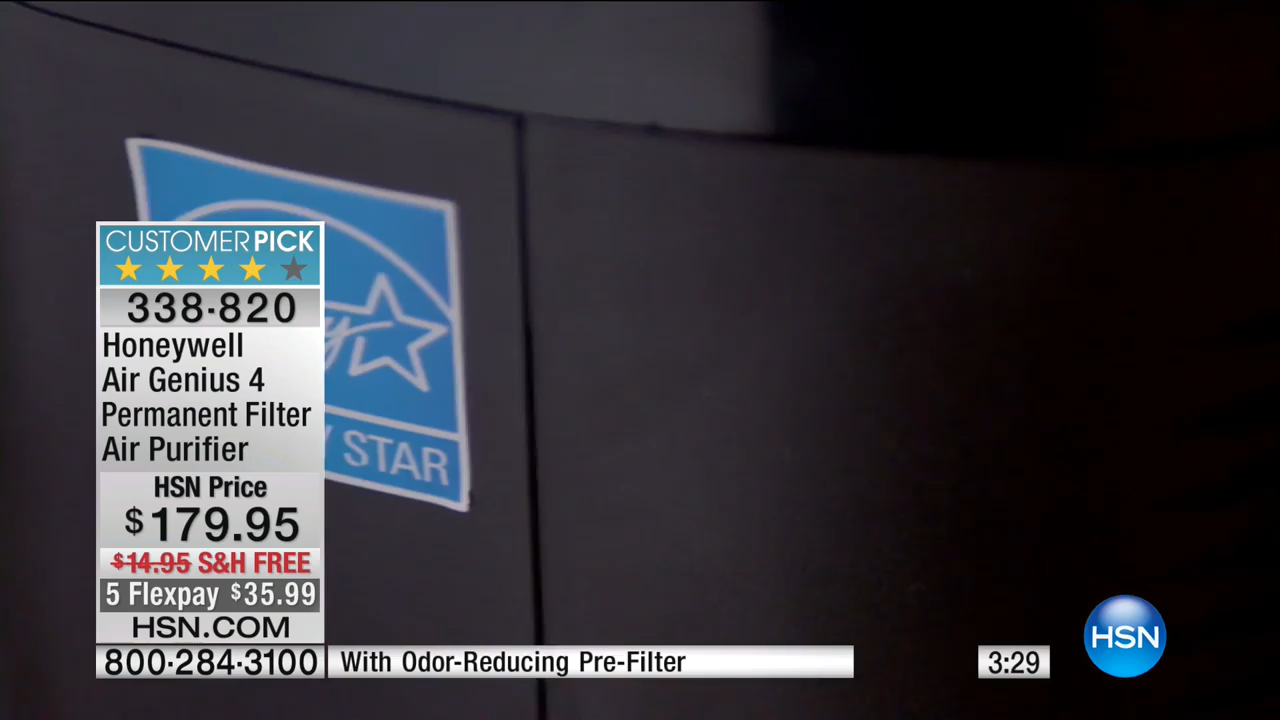 CUSTOMER PICK
338·820
Honeywell
Air Genius 4
Permanent Filter
Air Purifier
HSN Price
$179.95
$14.95 S&H FREE
5 Flexpay $35.99
HSN.COM
800·284·3100
With Odor-Reducing Pre-Filter
3:29
HSN
STAR